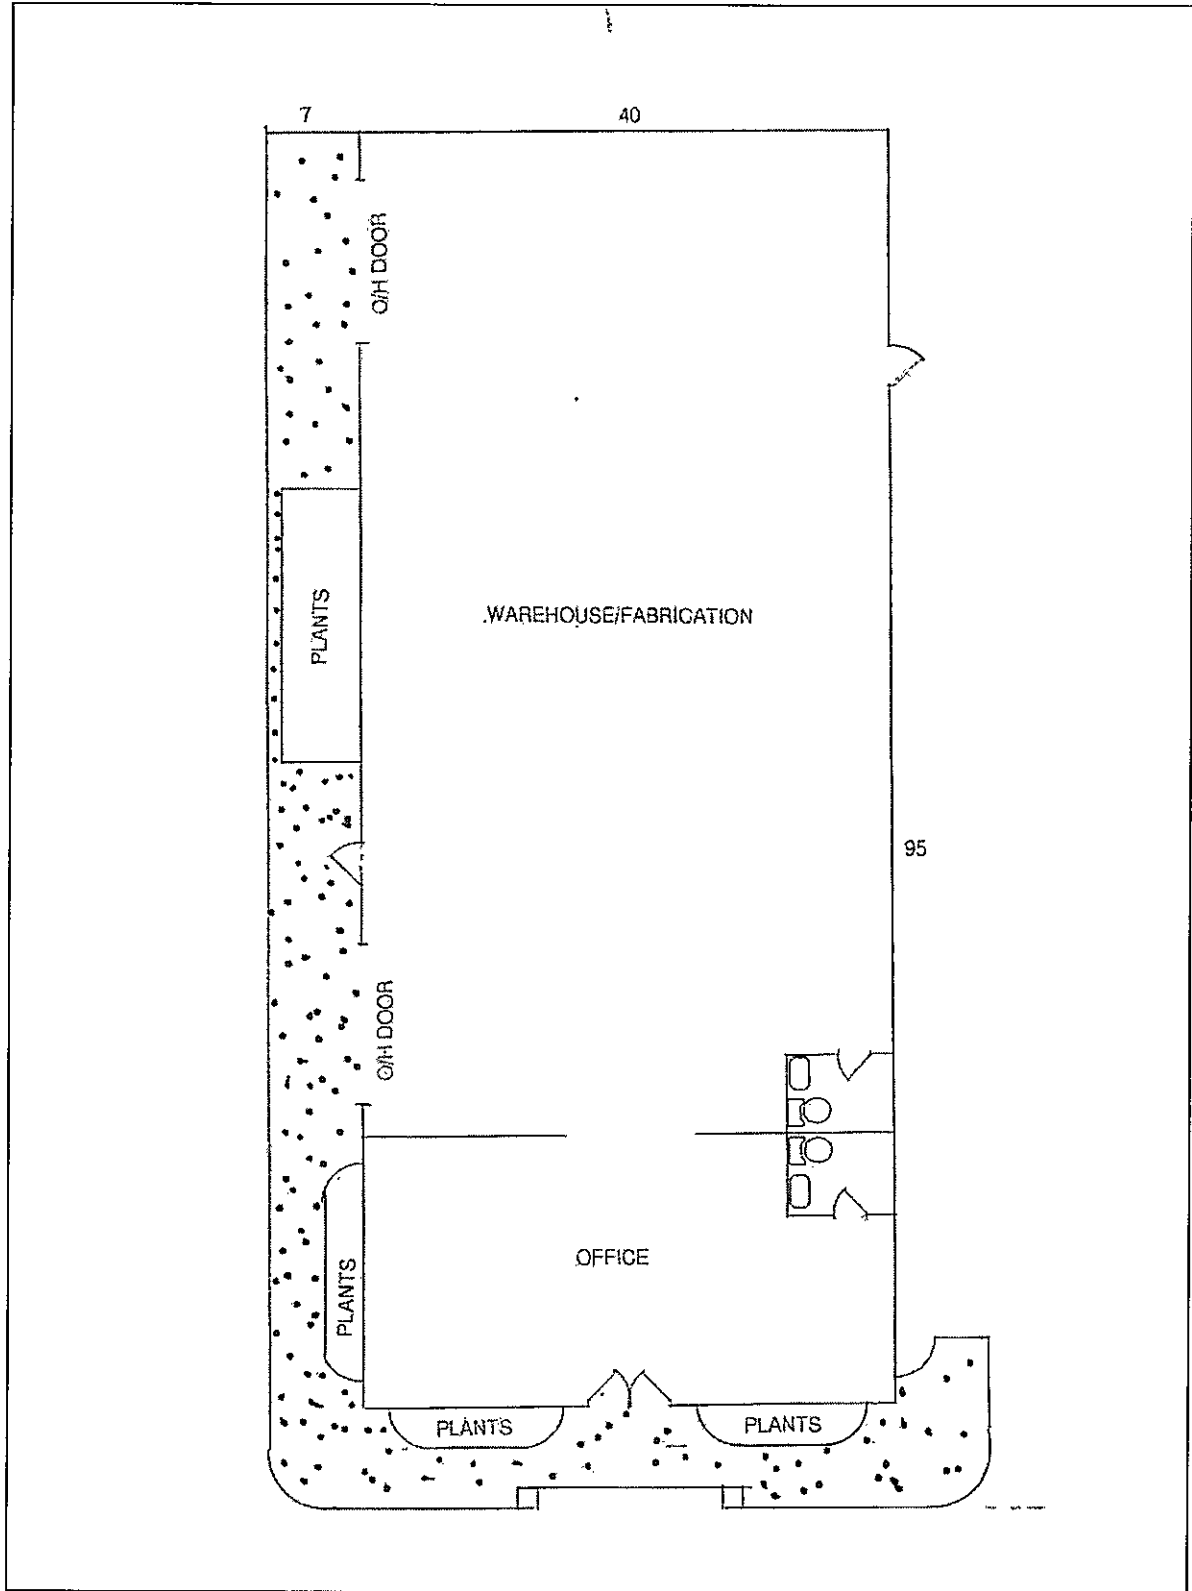 7
40
O/H DOOR
PLANTS
WAREHOUSE/FABRICATION
95
O/H DOOR
OFFICE
PLANTS
PLANTS
PLANTS